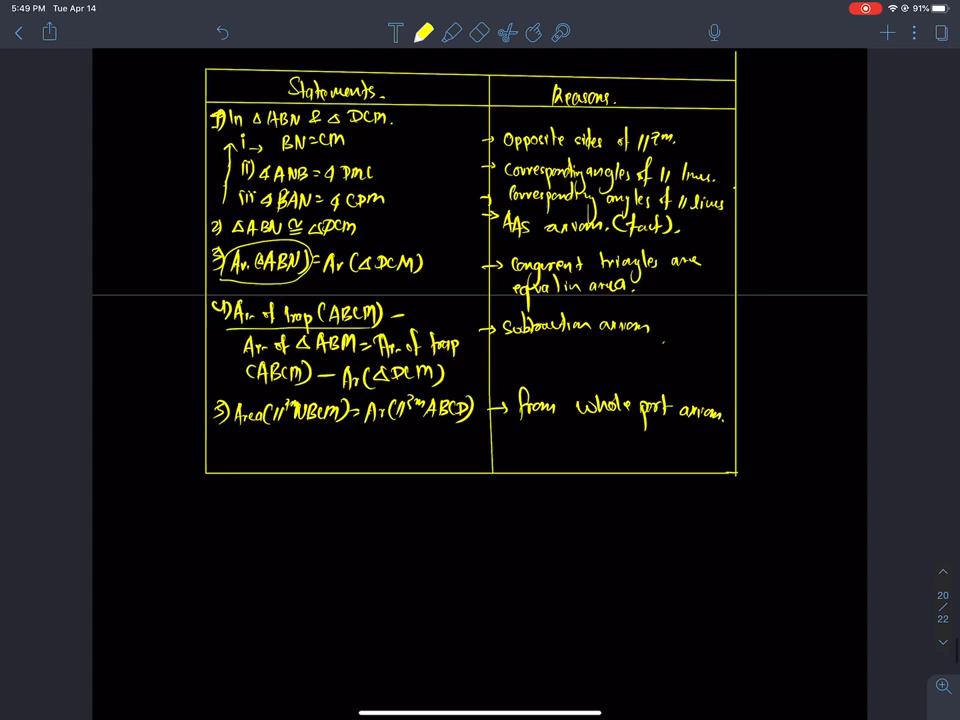 5:49 PM Tue Apr 14
91%
Statements.
Reasons.
1) In △ ABN & △ DCM.
i → BN=CM
→ Opposite sides of ||gm.
ii) ∠ANB = ∠DMC
→ Corresponding angles of || lines.
iii ∠BAN = ∠CDM
→ Corresponding angles of || lines
2) △ABN ≅ △DCM
→ AAS axiom. (fact).
3) Ar.(△ABN) = Ar (△DCM)
→ Congruent triangles are
equal in area.
4) Ar of trap (ABCM) –
→ Subtraction axiom
Ar of △ ABM = Ar of trap
(ABCM) – Ar(△DCM)
5) Area(||gm NBCM) = Ar(||gm ABCD)
→ from whole part axiom.
20
/
22